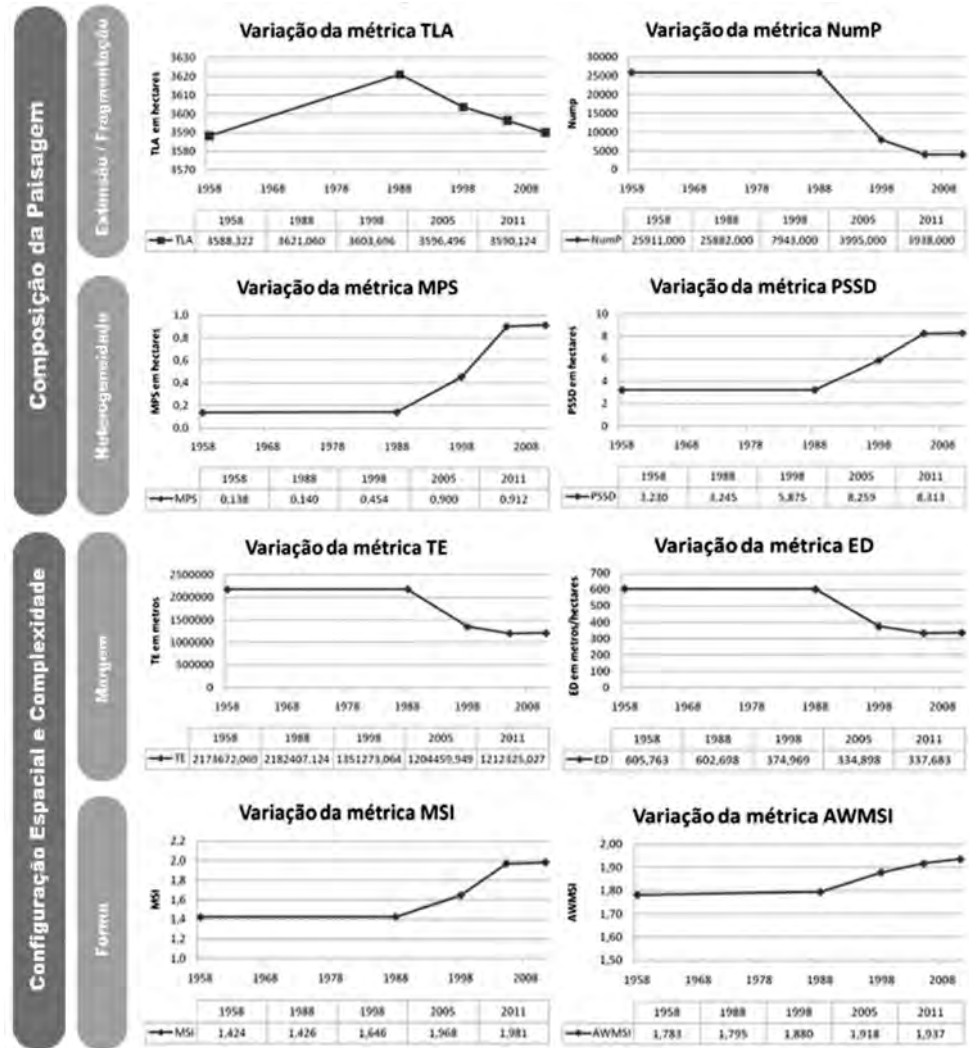 Composição da Paisagem
Extensão / Fragmentação
Variação da métrica TLA
TLA em hectares
3630
3620
3610
3600
3590
3580
3570
1958 1968 1978 1988 1998 2008
1958 1988 1998 2005 2011
TLA 3588,322 3621,060 3603,696 3596,496 3590,124
Variação da métrica NumP
Nump
30000
25000
20000
15000
10000
5000
0
1958 1968 1978 1988 1998 2008
1958 1988 1998 2005 2011
NumP 25911,000 25882,000 7943,000 3995,000 3938,000
Heterogeneidade
Variação da métrica MPS
MPS em hectares
1,0
0,8
0,6
0,4
0,2
0,0
1958 1968 1978 1988 1998 2008
1958 1988 1998 2005 2011
MPS 0,138 0,140 0,454 0,900 0,912
Variação da métrica PSSD
PSSD em hectares
10
8
6
4
2
0
1958 1968 1978 1988 1998 2008
1958 1988 1998 2005 2011
PSSD 3,230 3,245 5,875 8,259 8,313
Configuração Espacial e Complexidade
Margem
Variação da métrica TE
TE em metros
2500000
2000000
1500000
1000000
500000
0
1958 1968 1978 1988 1998 2008
1958 1988 1998 2005 2011
TE 2173672,069 2182407,124 1351273,064 1204459,949 1212325,027
Variação da métrica ED
ED em metros/hectares
700
600
500
400
300
200
100
0
1958 1968 1978 1988 1998 2008
1958 1988 1998 2005 2011
ED 605,763 602,698 374,969 334,898 337,683
Forma
Variação da métrica MSI
MSI
2,2
2,0
1,8
1,6
1,4
1,2
1,0
1958 1968 1978 1988 1998 2008
1958 1988 1998 2005 2011
MSI 1,424 1,426 1,646 1,968 1,981
Variação da métrica AWMSI
AWMSI
2,00
1,90
1,80
1,70
1,60
1,50
1958 1968 1978 1988 1998 2008
1958 1988 1998 2005 2011
AWMSI 1,783 1,795 1,880 1,918 1,937